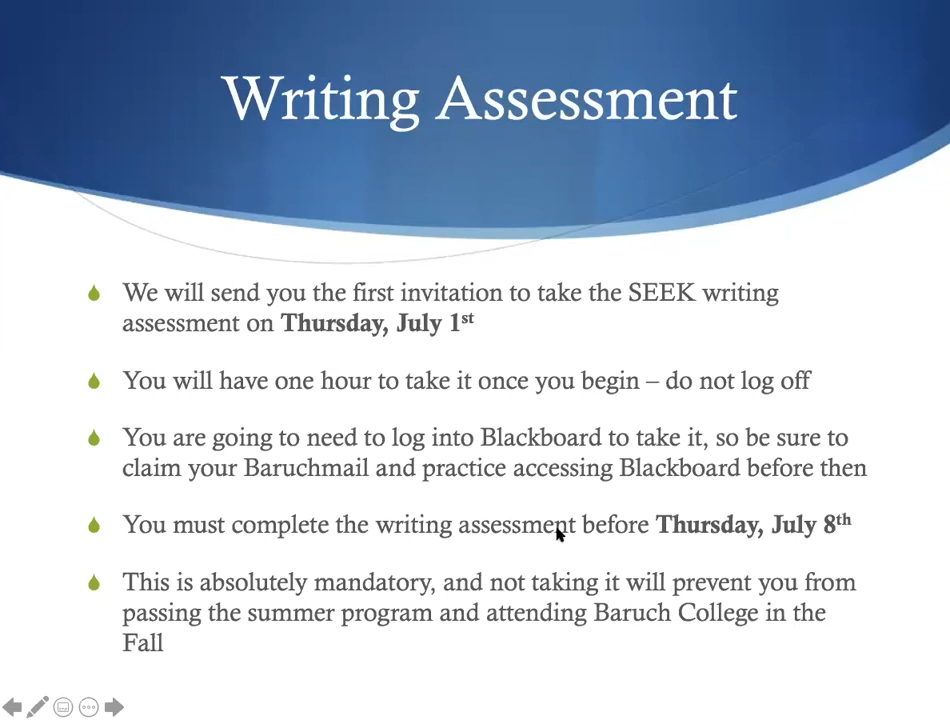 Writing Assessment
We will send you the first invitation to take the SEEK writing
assessment on Thursday, July 1st
You will have one hour to take it once you begin – do not log off
You are going to need to log into Blackboard to take it, so be sure to
claim your Baruchmail and practice accessing Blackboard before then
You must complete the writing assessment before Thursday, July 8th
This is absolutely mandatory, and not taking it will prevent you from
passing the summer program and attending Baruch College in the
Fall